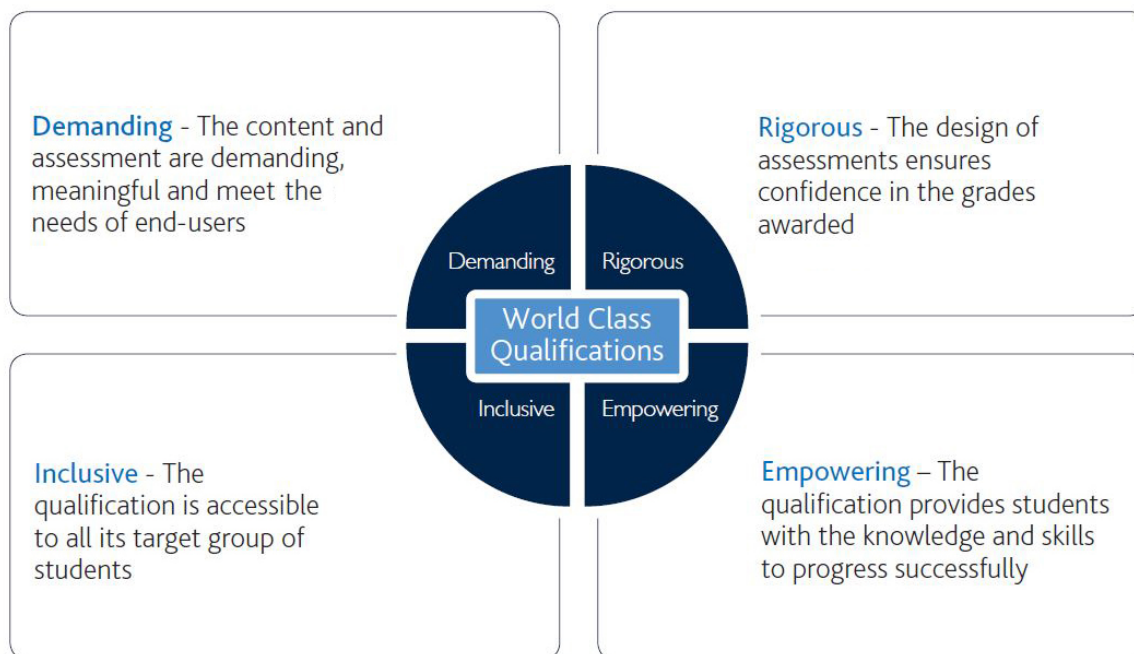 Demanding - The content and
assessment are demanding,
meaningful and meet the
needs of end-users
Rigorous - The design of
assessments ensures
confidence in the grades
awarded
Demanding
Rigorous
World Class
Qualifications
Inclusive
Empowering
Inclusive - The
qualification is accessible
to all its target group of
students
Empowering – The
qualification provides students
with the knowledge and skills
to progress successfully